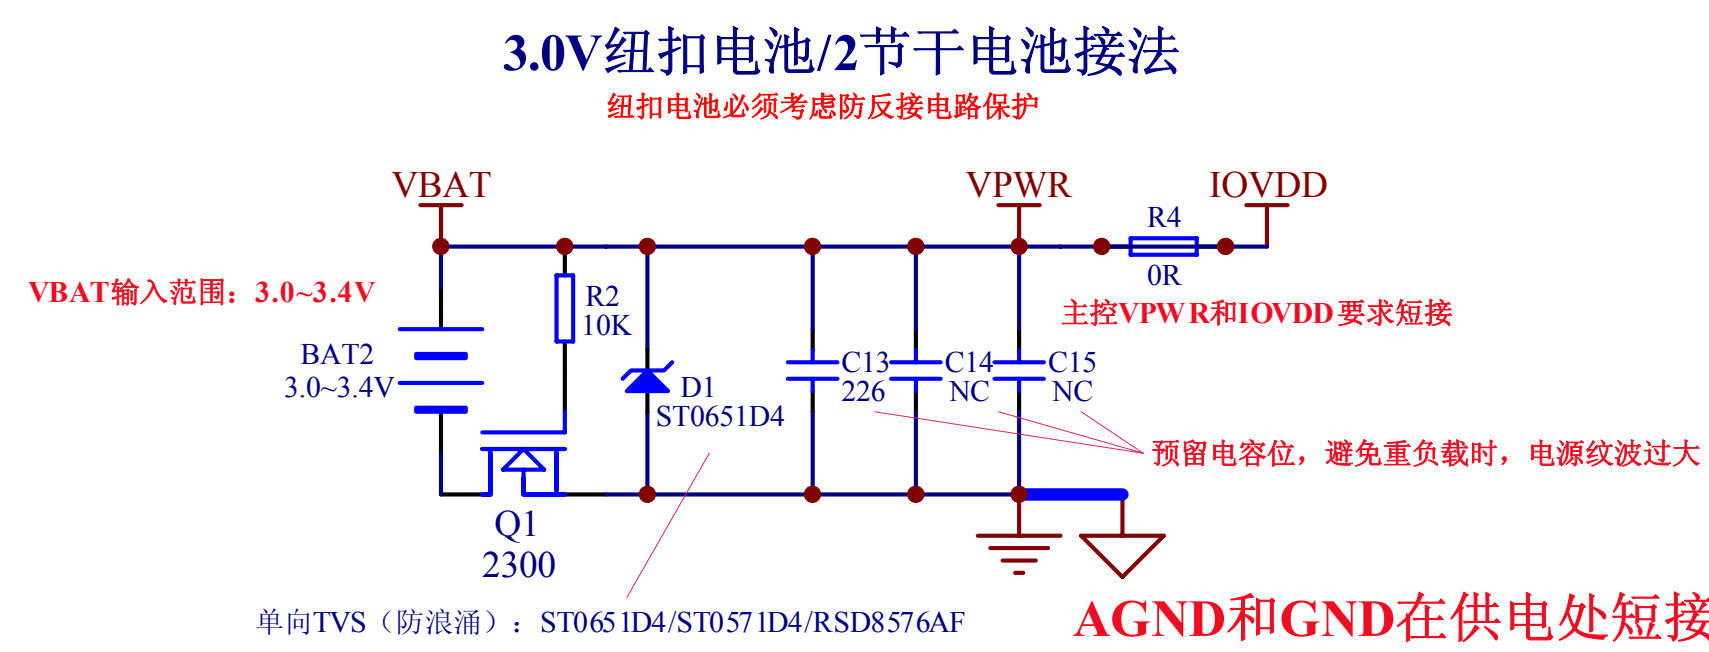 3.0V纽扣电池/2节干电池接法
纽扣电池必须考虑防反接电路保护
VBAT
VPWR
IOVDD
R4
0R
VBAT输入范围：3.0~3.4V
R2
10K
主控VPWR和IOVDD要求短接
BAT2
3.0~3.4V
D1
ST0651D4
C13
226
C14
NC
C15
NC
预留电容位，避免重负载时，电源纹波过大
Q1
2300
单向TVS（防浪涌）：ST0651D4/ST0571D4/RSD8576AF
AGND和GND在供电处短接